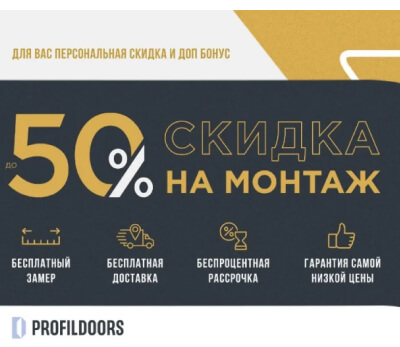 ДЛЯ ВАС ПЕРСОНАЛЬНАЯ СКИДКА И ДОП БОНУС
ДО 50% СКИДКА
НА МОНТАЖ
БЕСПЛАТНЫЙ
ЗАМЕР
БЕСПЛАТНАЯ
ДОСТАВКА
БЕСПРОЦЕНТНАЯ
РАССРОЧКА
ГАРАНТИЯ САМОЙ
НИЗКОЙ ЦЕНЫ
PROFILDOORS